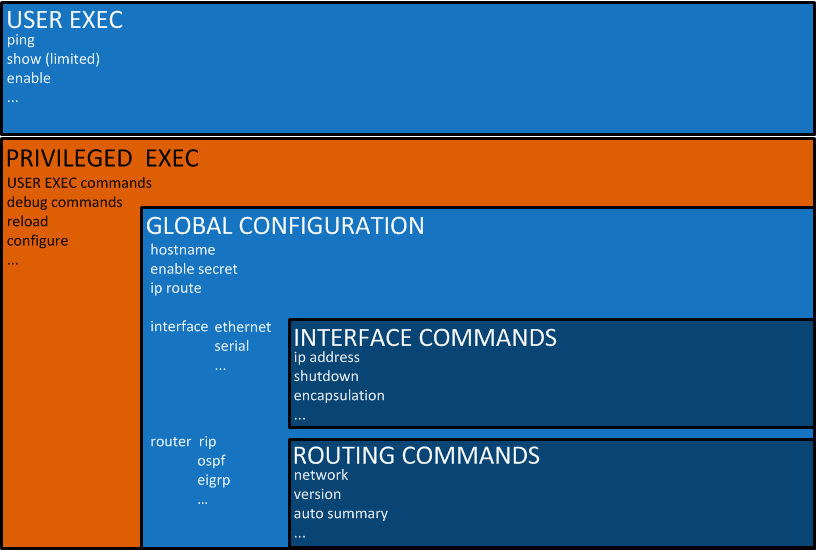 USER EXEC
ping
show (limited)
enable
...
PRIVILEGED EXEC
USER EXEC commands
debug commands
reload
configure
...
GLOBAL CONFIGURATION
hostname
enable secret
ip route
interface ethernet
serial
...
INTERFACE COMMANDS
ip address
shutdown
encapsulation
...
router rip
ospf
eigrp
...
ROUTING COMMANDS
network
version
auto summary
...